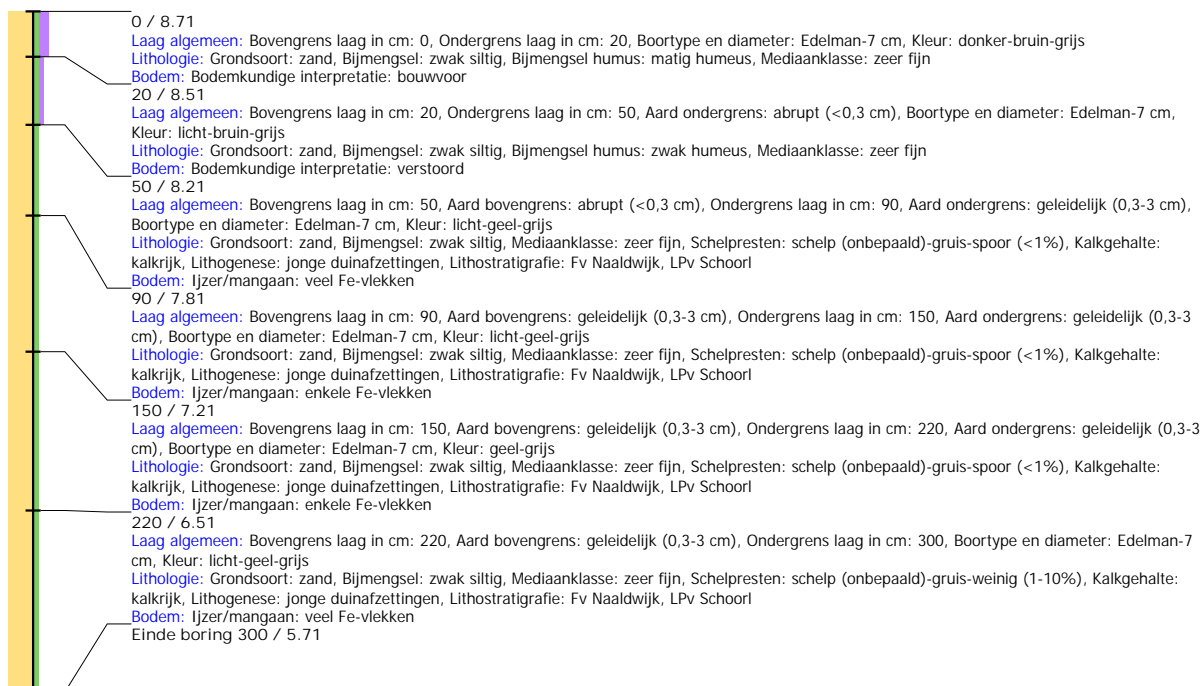 0 / 8.71
Laag algemeen: Bovengrens laag in cm: 0, Ondergrens laag in cm: 20, Boortype en diameter: Edelman-7 cm, Kleur: donker-bruin-grijs
Lithologie: Grondsoort: zand, Bijmengsel: zwak siltig, Bijmengsel humus: matig humeus, Mediaanklasse: zeer fijn
Bodem: Bodemkundige interpretatie: bouwvoor
20 / 8.51
Laag algemeen: Bovengrens laag in cm: 20, Ondergrens laag in cm: 50, Aard ondergrens: abrupt (<0,3 cm), Boortype en diameter: Edelman-7 cm,
Kleur: licht-bruin-grijs
Lithologie: Grondsoort: zand, Bijmengsel: zwak siltig, Bijmengsel humus: zwak humeus, Mediaanklasse: zeer fijn
Bodem: Bodemkundige interpretatie: verstoord
50 / 8.21
Laag algemeen: Bovengrens laag in cm: 50, Aard bovengrens: abrupt (<0,3 cm), Ondergrens laag in cm: 90, Aard ondergrens: geleidelijk (0,3-3 cm),
Boortype en diameter: Edelman-7 cm, Kleur: licht-geel-grijs
Lithologie: Grondsoort: zand, Bijmengsel: zwak siltig, Mediaanklasse: zeer fijn, Schelpresten: schelp (onbepaald)-gruis-spoor (<1%), Kalkgehalte:
kalkrijk, Lithogenese: jonge duinafzettingen, Lithostratigrafie: Fv Naaldwijk, LPv Schoorl
Bodem: Ijzer/mangaan: veel Fe-vlekken
90 / 7.81
Laag algemeen: Bovengrens laag in cm: 90, Aard bovengrens: geleidelijk (0,3-3 cm), Ondergrens laag in cm: 150, Aard ondergrens: geleidelijk (0,3-3
cm), Boortype en diameter: Edelman-7 cm, Kleur: licht-geel-grijs
Lithologie: Grondsoort: zand, Bijmengsel: zwak siltig, Mediaanklasse: zeer fijn, Schelpresten: schelp (onbepaald)-gruis-spoor (<1%), Kalkgehalte:
kalkrijk, Lithogenese: jonge duinafzettingen, Lithostratigrafie: Fv Naaldwijk, LPv Schoorl
Bodem: Ijzer/mangaan: enkele Fe-vlekken
150 / 7.21
Laag algemeen: Bovengrens laag in cm: 150, Aard bovengrens: geleidelijk (0,3-3 cm), Ondergrens laag in cm: 220, Aard ondergrens: geleidelijk (0,3-3
cm), Boortype en diameter: Edelman-7 cm, Kleur: geel-grijs
Lithologie: Grondsoort: zand, Bijmengsel: zwak siltig, Mediaanklasse: zeer fijn, Schelpresten: schelp (onbepaald)-gruis-spoor (<1%), Kalkgehalte:
kalkrijk, Lithogenese: jonge duinafzettingen, Lithostratigrafie: Fv Naaldwijk, LPv Schoorl
Bodem: Ijzer/mangaan: enkele Fe-vlekken
220 / 6.51
Laag algemeen: Bovengrens laag in cm: 220, Aard bovengrens: geleidelijk (0,3-3 cm), Ondergrens laag in cm: 300, Boortype en diameter: Edelman-7
cm, Kleur: licht-geel-grijs
Lithologie: Grondsoort: zand, Bijmengsel: zwak siltig, Mediaanklasse: zeer fijn, Schelpresten: schelp (onbepaald)-gruis-weinig (1-10%), Kalkgehalte:
kalkrijk, Lithogenese: jonge duinafzettingen, Lithostratigrafie: Fv Naaldwijk, LPv Schoorl
Bodem: Ijzer/mangaan: veel Fe-vlekken
Einde boring 300 / 5.71